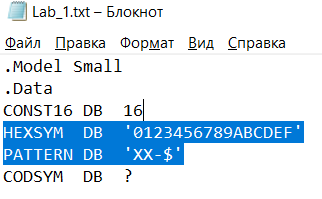 Lab_1.txt – Блокнот
Файл Правка Формат Вид Справка
.Model Small
.Data
CONST16 DB 16
HEXSYM DB '0123456789ABCDEF'
PATTERN DB 'XX-$'
CODSYM DB ?